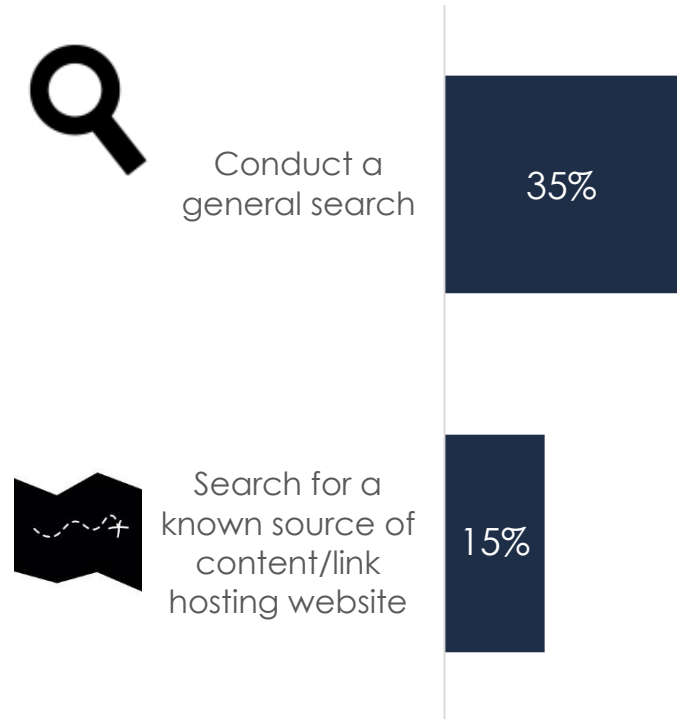 Conduct a
general search
35%
Search for a
known source of
content/link
hosting website
15%